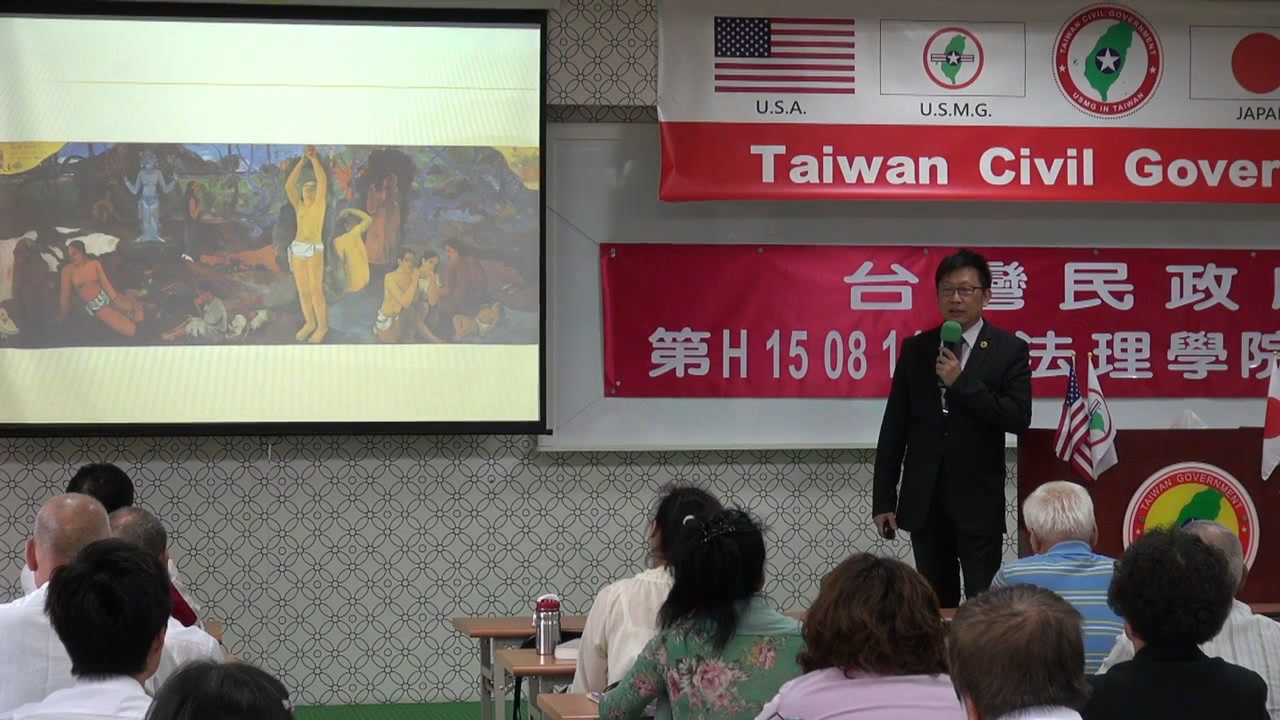 U.S.A.
U.S.M.G.
TAIWAN CIVIL GOVERNMENT
USMG IN TAIWAN
JAPA
Taiwan Civil Gover
台灣民政
第H 15 08 1
法理學院
TAIWAN GOVERNMENT